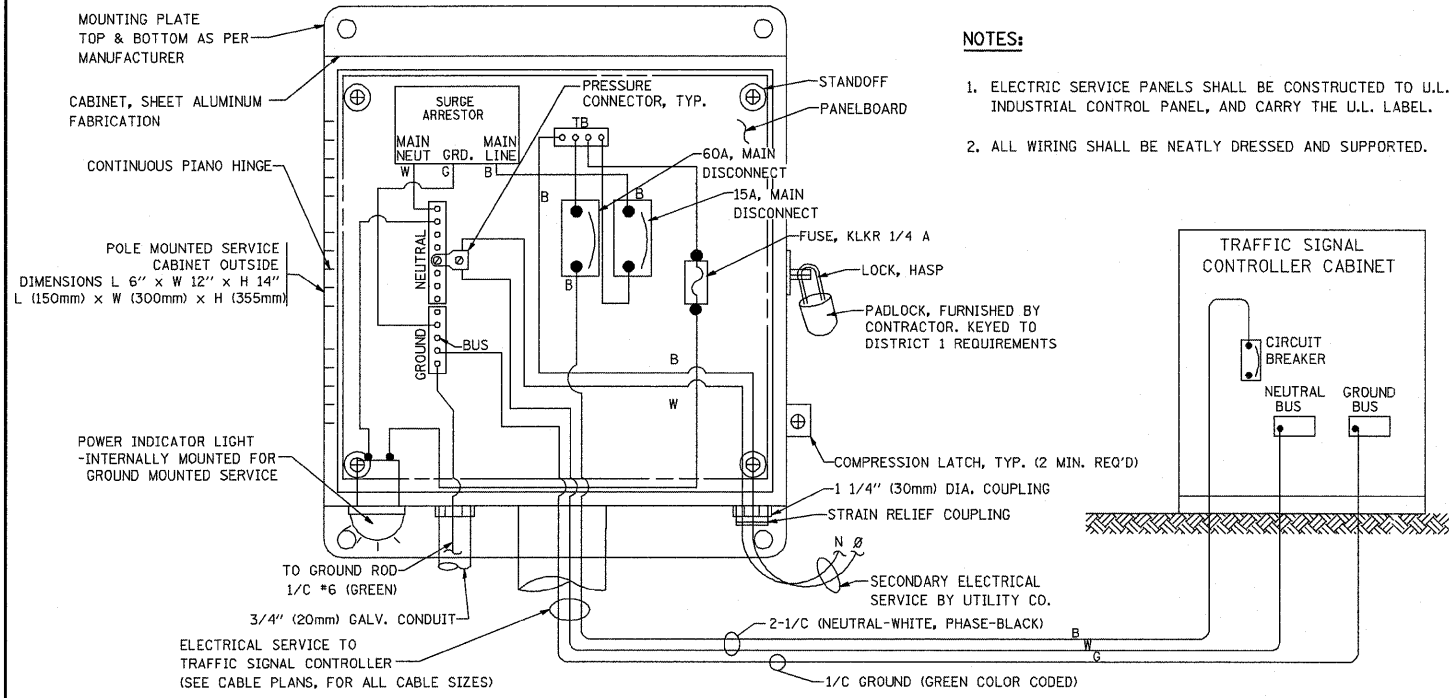 MOUNTING PLATE
TOP & BOTTOM AS PER
MANUFACTURER
CABINET, SHEET ALUMINUM
FABRICATION
CONTINUOUS PIANO HINGE
POLE MOUNTED SERVICE
CABINET OUTSIDE
DIMENSIONS L 6" x W 12" x H 14"
L (150mm) x W (300mm) x H (355mm)
POWER INDICATOR LIGHT
-INTERNALLY MOUNTED FOR
GROUND MOUNTED SERVICE
SURGE
ARRESTOR
MAIN
NEUT
GRD.
MAIN
LINE
W
G
B
PRESSURE
CONNECTOR, TYP.
TB
STANDOFF
PANELBOARD
60A, MAIN
DISCONNECT
15A, MAIN
DISCONNECT
FUSE, KLKR 1/4 A
B
B
B
NEUTRAL
GROUND
BUS
B
W
LOCK, HASP
PADLOCK, FURNISHED BY
CONTRACTOR. KEYED TO
DISTRICT 1 REQUIREMENTS
COMPRESSION LATCH, TYP. (2 MIN. REQ'D)
1 1/4" (30mm) DIA. COUPLING
STRAIN RELIEF COUPLING
N Ø
SECONDARY ELECTRICAL
SERVICE BY UTILITY CO.
TO GROUND ROD
1/C #6 (GREEN)
3/4" (20mm) GALV. CONDUIT
ELECTRICAL SERVICE TO
TRAFFIC SIGNAL CONTROLLER
(SEE CABLE PLANS, FOR ALL CABLE SIZES)
2-1/C (NEUTRAL-WHITE, PHASE-BLACK)
B
W
G
1/C GROUND (GREEN COLOR CODED)
NOTES:
1. ELECTRIC SERVICE PANELS SHALL BE CONSTRUCTED TO U.L.
INDUSTRIAL CONTROL PANEL, AND CARRY THE U.L. LABEL.
2. ALL WIRING SHALL BE NEATLY DRESSED AND SUPPORTED.
TRAFFIC SIGNAL
CONTROLLER CABINET
CIRCUIT
BREAKER
NEUTRAL
BUS
GROUND
BUS